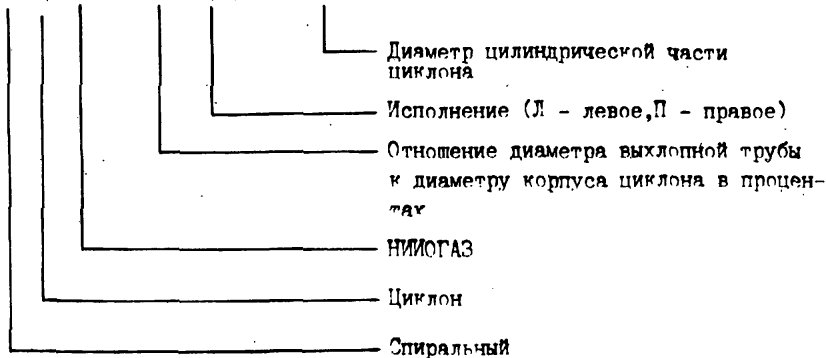 Диаметр цилиндрической части
циклона
Исполнение (Л - левое,П - правое)
Отношение диаметра выхлопной трубы
к диаметру корпуса циклона в процен-
тах
НИИОГАЗ
Циклон
Спиральный